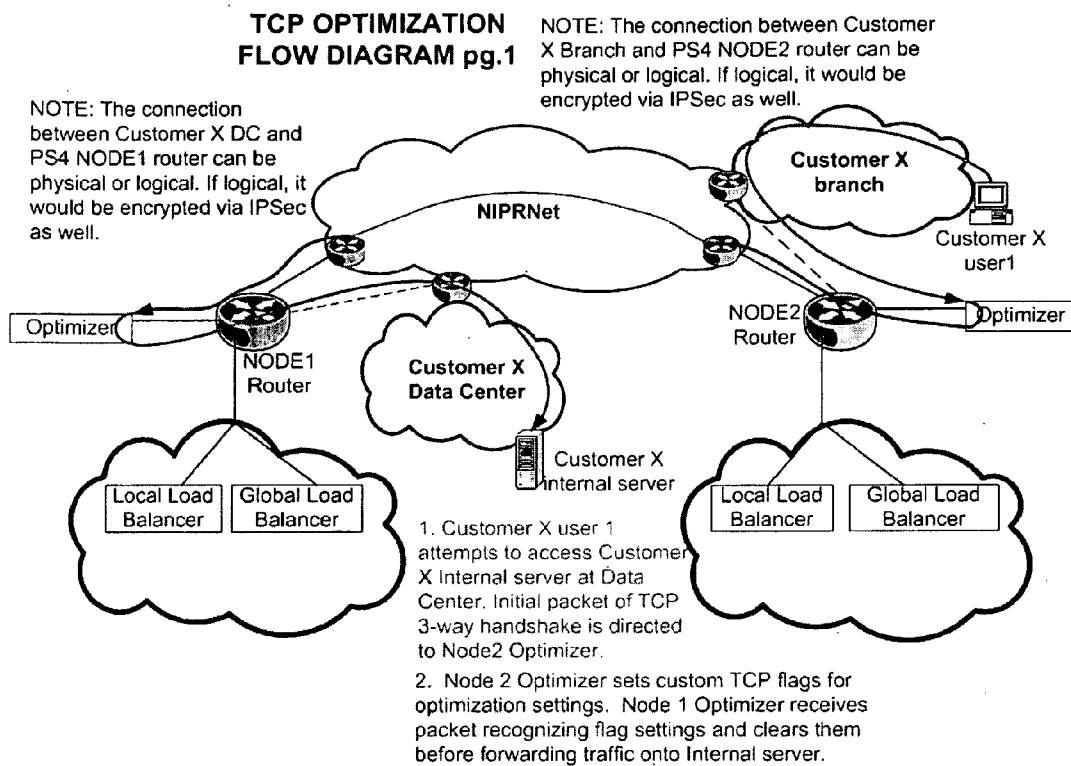 TCP OPTIMIZATION
FLOW DIAGRAM pg.1
NOTE: The connection between Customer
X Branch and PS4 NODE2 router can be
physical or logical. If logical, it would be
encrypted via IPSec as well.
NOTE: The connection
between Customer X DC and
PS4 NODE1 router can be
physical or logical. If logical, it
would be encrypted via IPSec
as well.
NIPRNet
Customer X
branch
Customer X
user1
Optimizer
NODE1
Router
Customer X
Data Center
Customer X
internal server
NODE2
Router
Optimizer
Local Load
Balancer
Global Load
Balancer
Local Load
Balancer
Global Load
Balancer
1. Customer X user 1
attempts to access Customer
X Internal server at Data
Center. Initial packet of TCP
3-way handshake is directed
to Node2 Optimizer.
2. Node 2 Optimizer sets custom TCP flags for
optimization settings. Node 1 Optimizer receives
packet recognizing flag settings and clears them
before forwarding traffic onto Internal server.